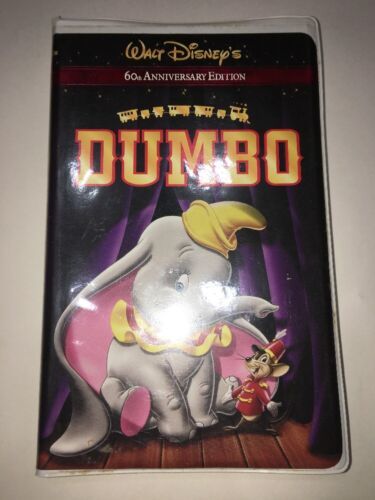 WALT DISNEY'S
60th ANNIVERSARY EDITION
DUMBO